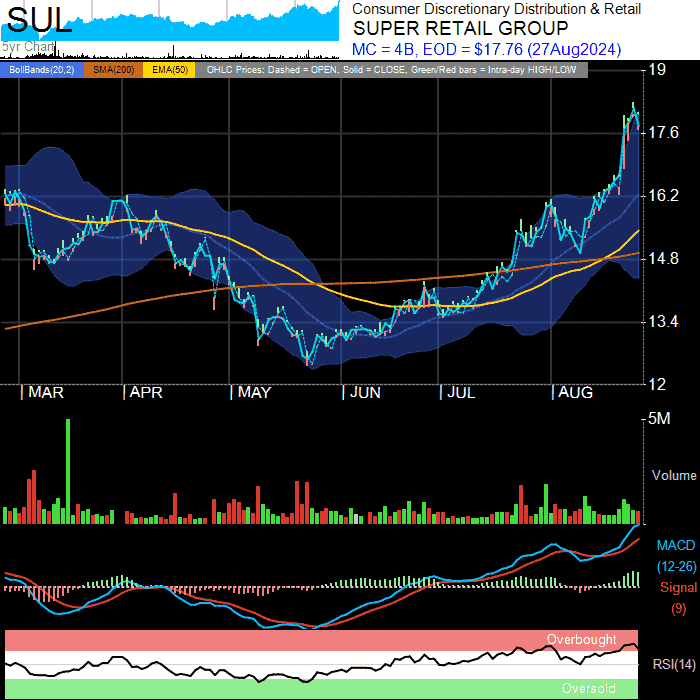 SUL
5yr Chart
Consumer Discretionary Distribution & Retail
SUPER RETAIL GROUP
MC = 4B, EOD = $17.76 (27Aug2024)
BollBands(20,2) SMA(200) EMA(50) OHLC Prices: Dashed = OPEN, Solid = CLOSE, Green/Red bars = Intra-day HIGH/LOW
19
17.6
16.2
14.8
13.4
12
| MAR | APR | MAY | JUN | JUL | AUG
5M
Volume
MACD
(12-26)
Signal
(9)
Overbought
RSI(14)
Oversold